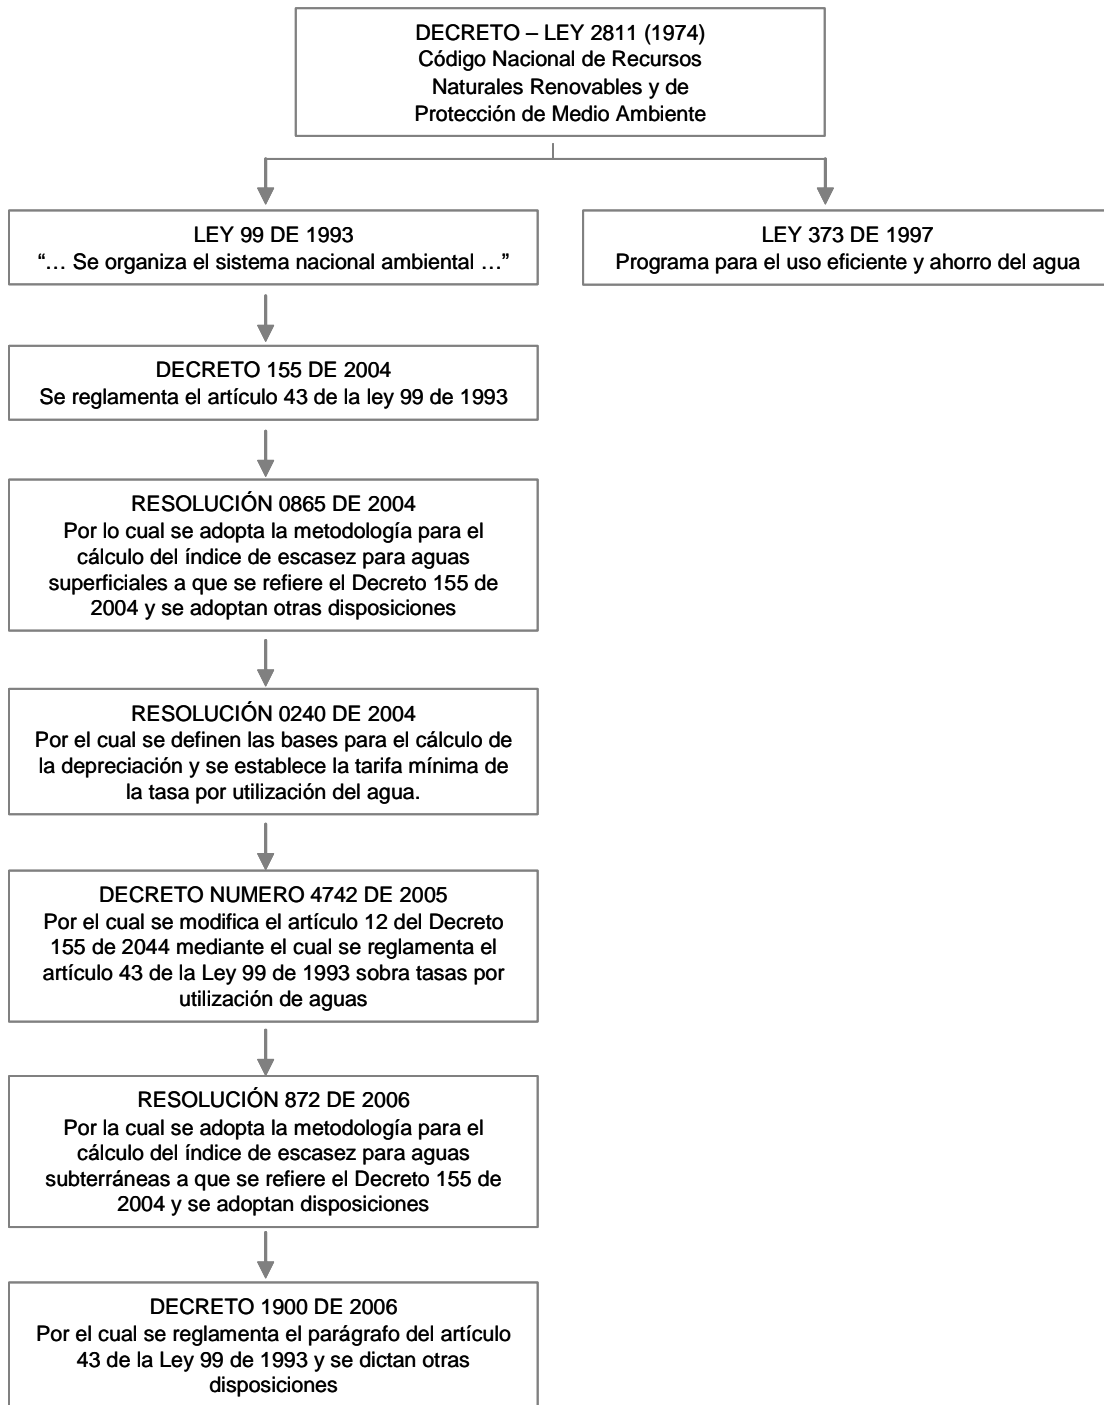 DECRETO – LEY 2811 (1974)
Código Nacional de Recursos
Naturales Renovables y de
Protección de Medio Ambiente
LEY 99 DE 1993
“… Se organiza el sistema nacional ambiental …”
LEY 373 DE 1997
Programa para el uso eficiente y ahorro del agua
DECRETO 155 DE 2004
Se reglamenta el artículo 43 de la ley 99 de 1993
RESOLUCIÓN 0865 DE 2004
Por lo cual se adopta la metodología para el
cálculo del índice de escasez para aguas
superficiales a que se refiere el Decreto 155 de
2004 y se adoptan otras disposiciones
RESOLUCIÓN 0240 DE 2004
Por el cual se definen las bases para el cálculo de
la depreciación y se establece la tarifa mínima de
la tasa por utilización del agua.
DECRETO NUMERO 4742 DE 2005
Por el cual se modifica el artículo 12 del Decreto
155 de 2044 mediante el cual se reglamenta el
artículo 43 de la Ley 99 de 1993 sobra tasas por
utilización de aguas
RESOLUCIÓN 872 DE 2006
Por la cual se adopta la metodología para el
cálculo del índice de escasez para aguas
subterráneas a que se refiere el Decreto 155 de
2004 y se adoptan disposiciones
DECRETO 1900 DE 2006
Por el cual se reglamenta el parágrafo del artículo
43 de la Ley 99 de 1993 y se dictan otras
disposiciones